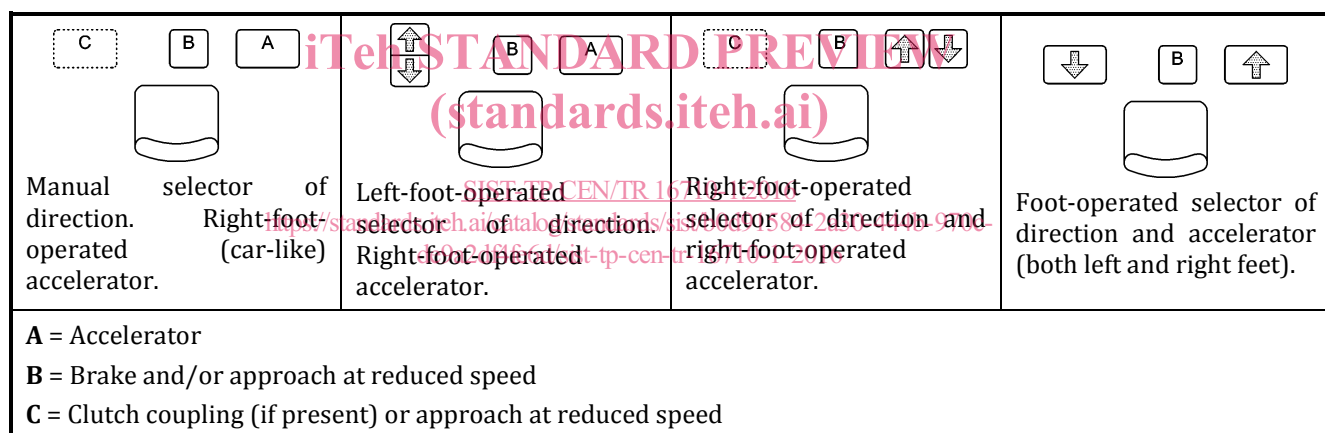 C B A
B A
C B
B
iTeh STANDARD PREVIEW
(standards.iteh.ai)
Manual selector of
direction. Right-foot-
operated (car-like)
accelerator.
Left-foot-operated
selector of direction.
Right-foot-operated
accelerator.
Right-foot-operated
selector of direction and
right-foot-operated
accelerator.
Foot-operated selector of
direction and accelerator
(both left and right feet).
SIST-TP CEN/TR 16710-1:2016
A = Accelerator
B = Brake and/or approach at reduced speed
C = Clutch coupling (if present) or approach at reduced speed